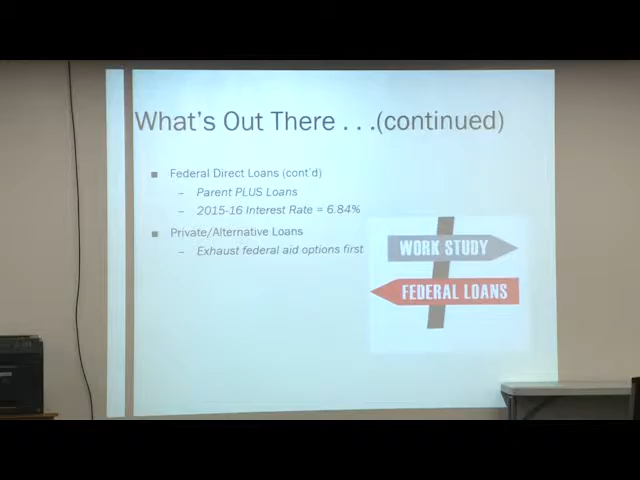 What's Out There . . .(continued)
■ Federal Direct Loans (cont'd)
– Parent PLUS Loans
– 2015-16 Interest Rate = 6.84%
■ Private/Alternative Loans
– Exhaust federal aid options first
WORK STUDY
FEDERAL LOANS